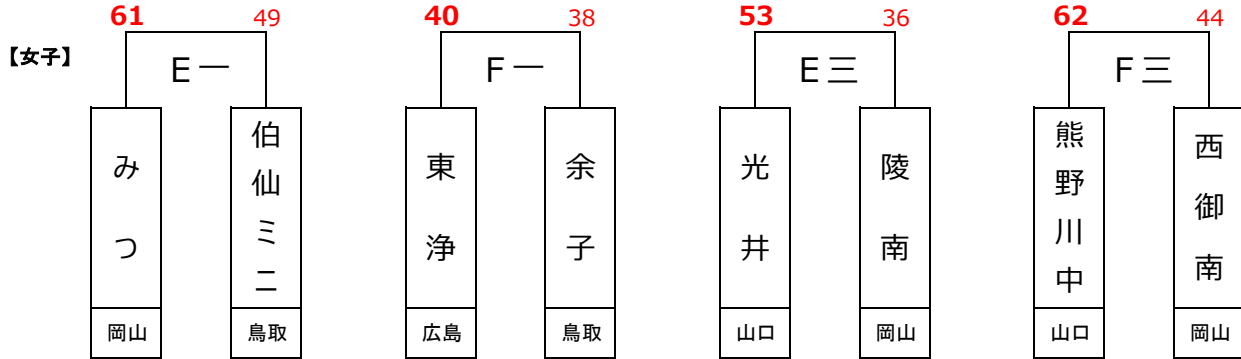 61 49 40 38 53 36 62 44
【女子】
E一 F一 E三 F三
みつ 伯仙ミニ 東浄 余子 光井 陵南 熊野川中 西御南
岡山 鳥取 広島 鳥取 山口 岡山 山口 岡山